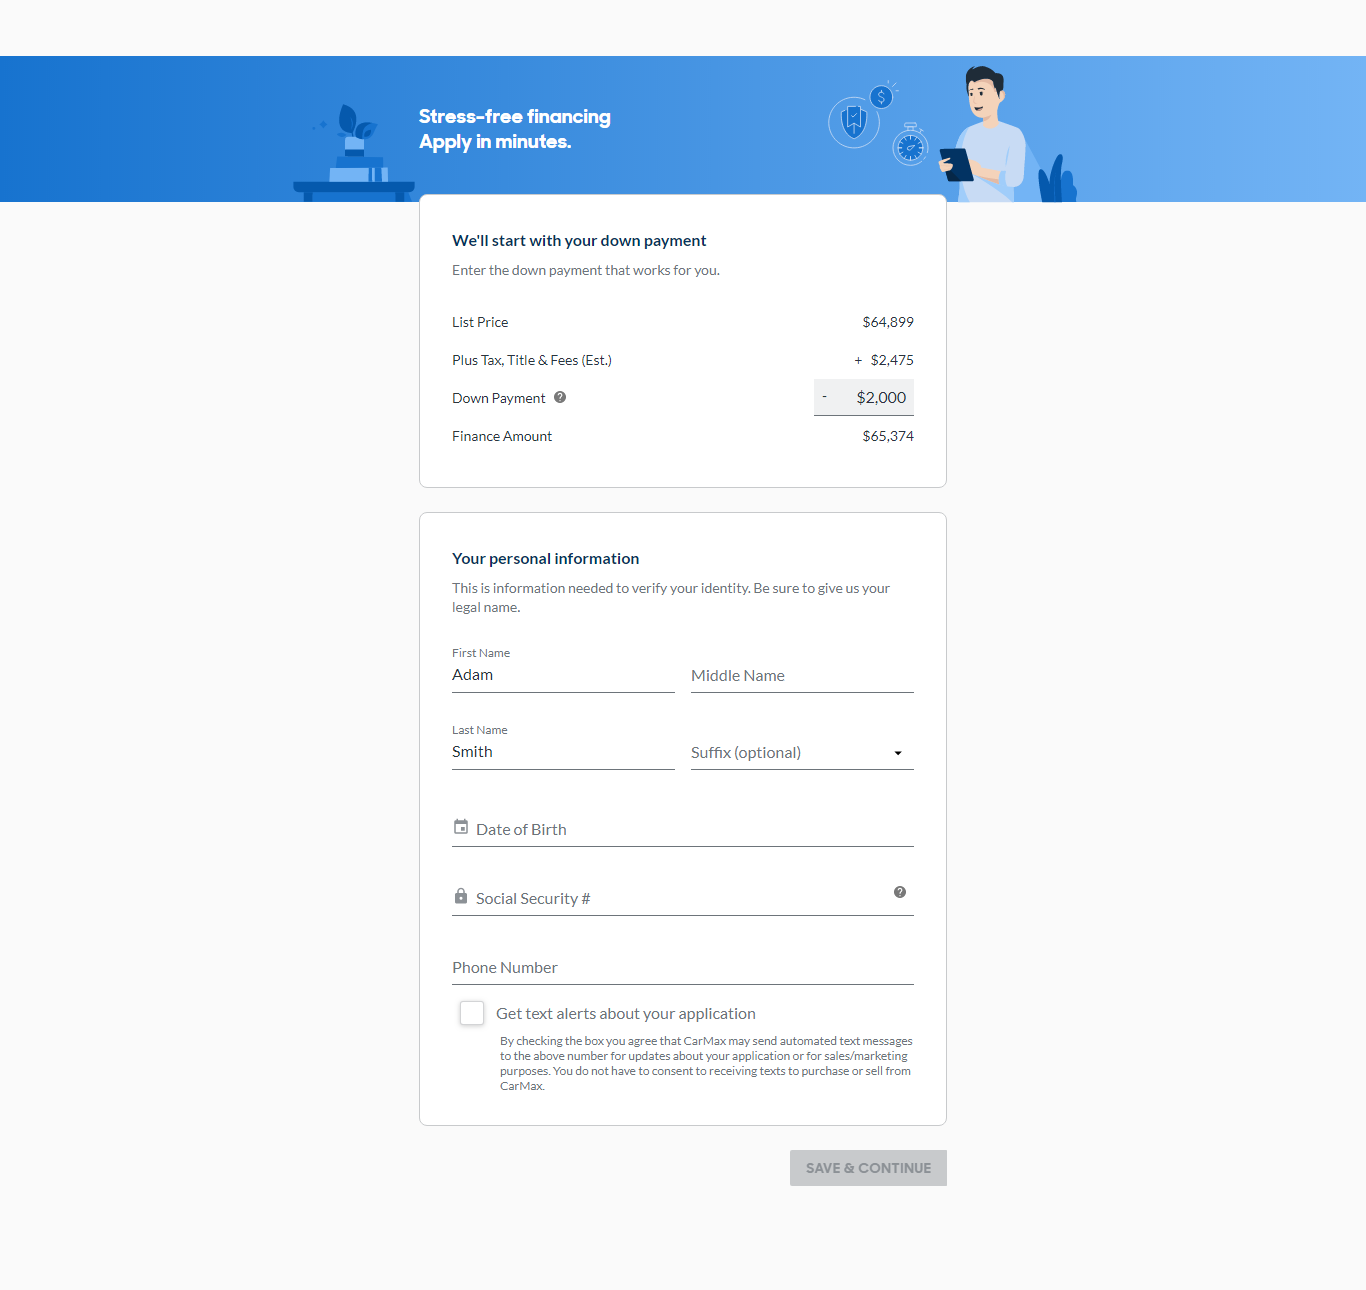 Stress-free financing
Apply in minutes.
We'll start with your down payment
Enter the down payment that works for you.
List Price $64,899
Plus Tax, Title & Fees (Est.) + $2,475
Down Payment - $2,000
Finance Amount $65,374
Your personal information
This is information needed to verify your identity. Be sure to give us your
legal name.
First Name
Adam Middle Name
Last Name
Smith Suffix (optional)
Date of Birth
Social Security #
Phone Number
Get text alerts about your application
By checking the box you agree that CarMax may send automated text messages
to the above number for updates about your application or for sales/marketing
purposes. You do not have to consent to receiving texts to purchase or sell from
CarMax.
SAVE & CONTINUE